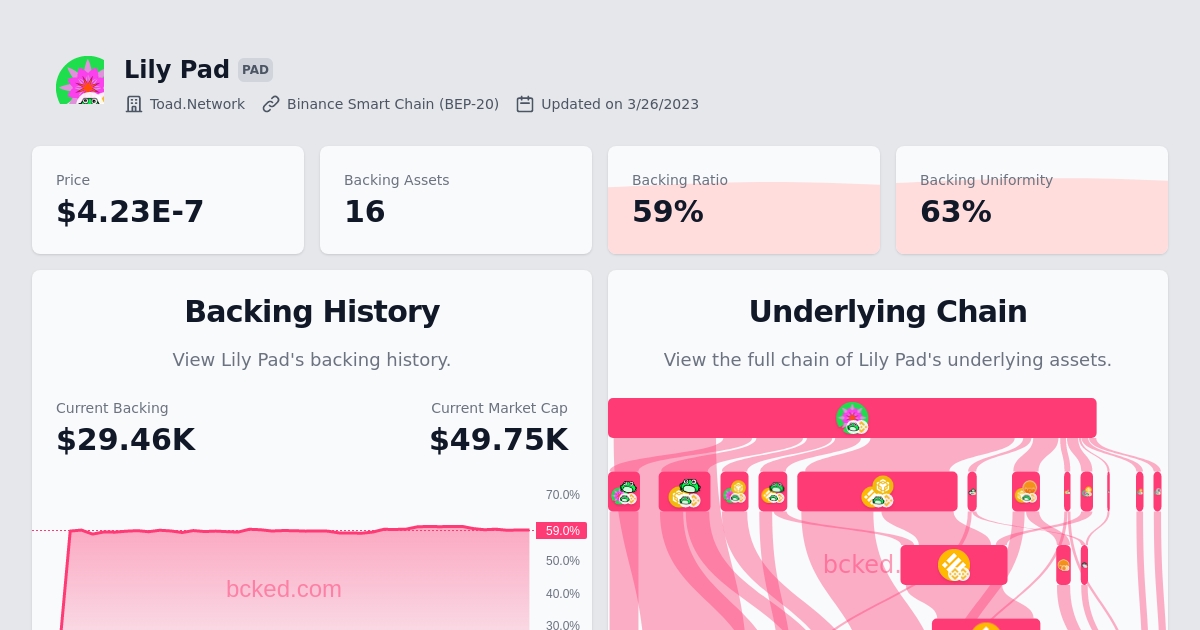 Lily Pad PAD
Toad.Network Binance Smart Chain (BEP-20) Updated on 3/26/2023
Price
$4.23E-7
Backing Assets
16
Backing Ratio
59%
Backing Uniformity
63%
Backing History
View Lily Pad's backing history.
Current Backing
$29.46K
Current Market Cap
$49.75K
70.0%
59.0%
50.0%
40.0%
30.0%
bcked.com
Underlying Chain
View the full chain of Lily Pad's underlying assets.
bcked.